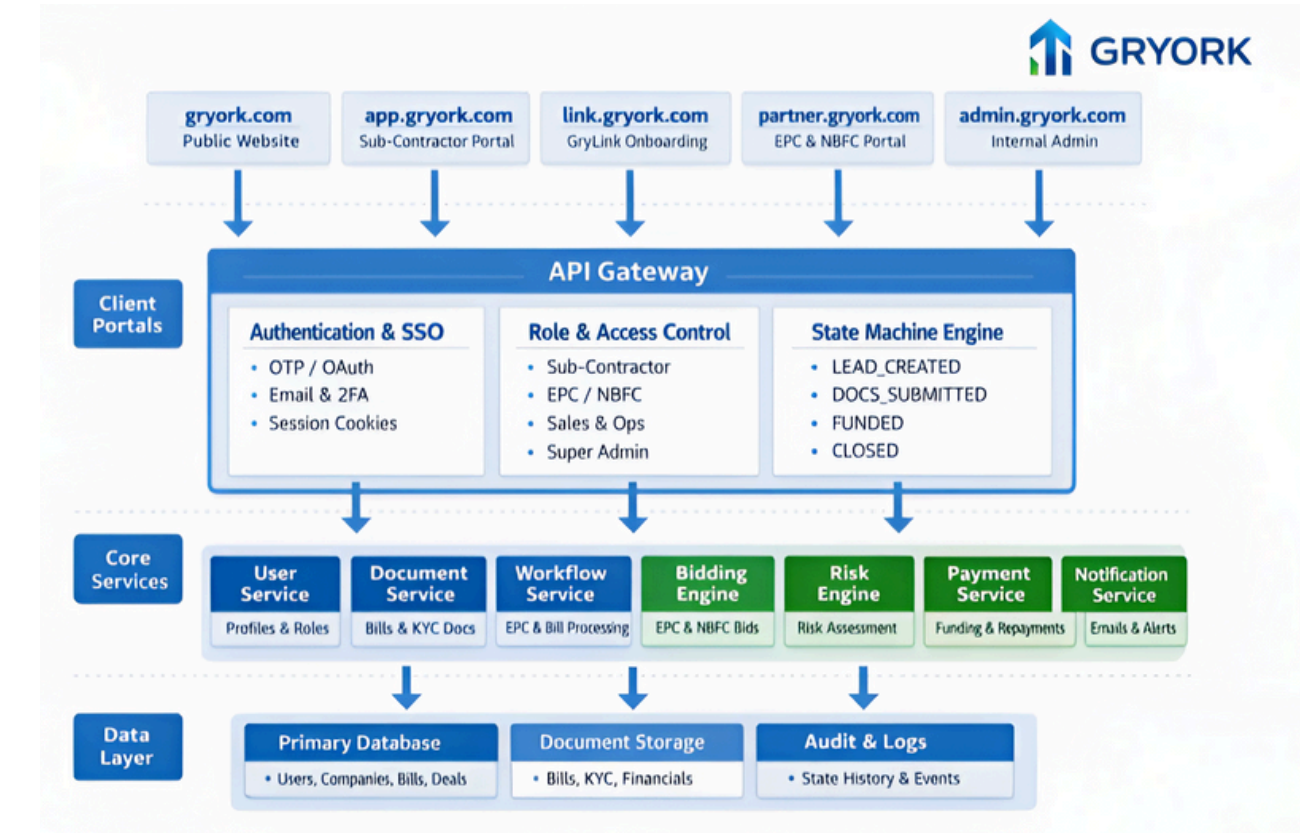 GRYORK
gryork.com
Public Website
app.gryork.com
Sub-Contractor Portal
link.gryork.com
GryLink Onboarding
partner.gryork.com
EPC & NBFC Portal
admin.gryork.com
Internal Admin
Client
Portals
API Gateway
Authentication & SSO
• OTP / OAuth
• Email & 2FA
• Session Cookies
Role & Access Control
• Sub-Contractor
• EPC / NBFC
• Sales & Ops
• Super Admin
State Machine Engine
• LEAD_CREATED
• DOCS_SUBMITTED
• FUNDED
• CLOSED
Core
Services
User
Service
Profiles & Roles
Document
Service
Bills & KYC Docs
Workflow
Service
EPC & Bill Processing
Bidding
Engine
EPC & NBFC Bids
Risk
Engine
Risk Assessment
Payment
Service
Funding & Repayments
Notification
Service
Emails & Alerts
Data
Layer
Primary Database
• Users, Companies, Bills, Deals
Document Storage
• Bills, KYC, Financials
Audit & Logs
• State History & Events